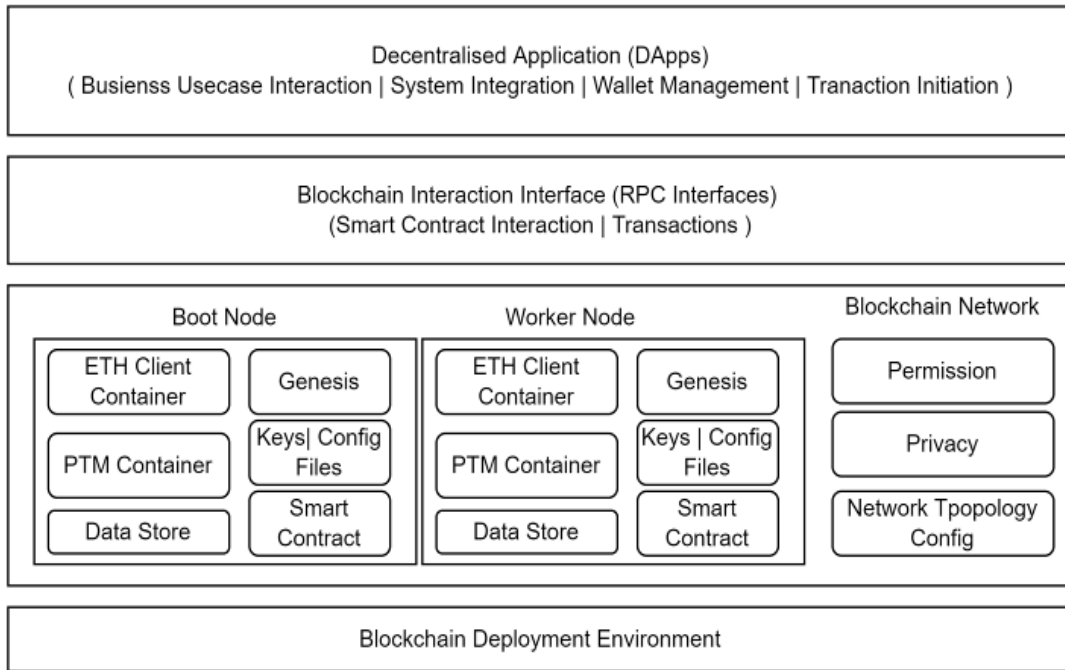 Decentralised Application (DApps)
( Busienss Usecase Interaction | System Integration | Wallet Management | Tranaction Initiation )
Blockchain Interaction Interface (RPC Interfaces)
(Smart Contract Interaction | Transactions )
Boot Node
ETH Client
Container
Genesis
PTM Container
Keys| Config
Files
Data Store
Smart
Contract
Worker Node
ETH Client
Container
Genesis
PTM Container
Keys | Config
Files
Data Store
Smart
Contract
Blockchain Network
Permission
Privacy
Network Tpopology
Config
Blockchain Deployment Environment